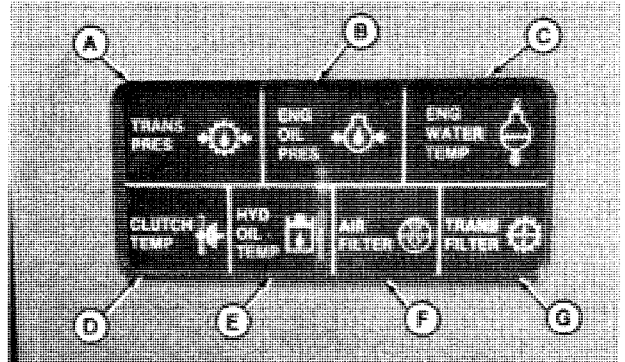 A
B
C
TRANS
PRES
ENG
OIL
PRES
ENG
WATER
TEMP
CLUTCH
TEMP
HYD
OIL
TEMP
AIR
FILTER
TRANS
FILTER
D
E
F
G